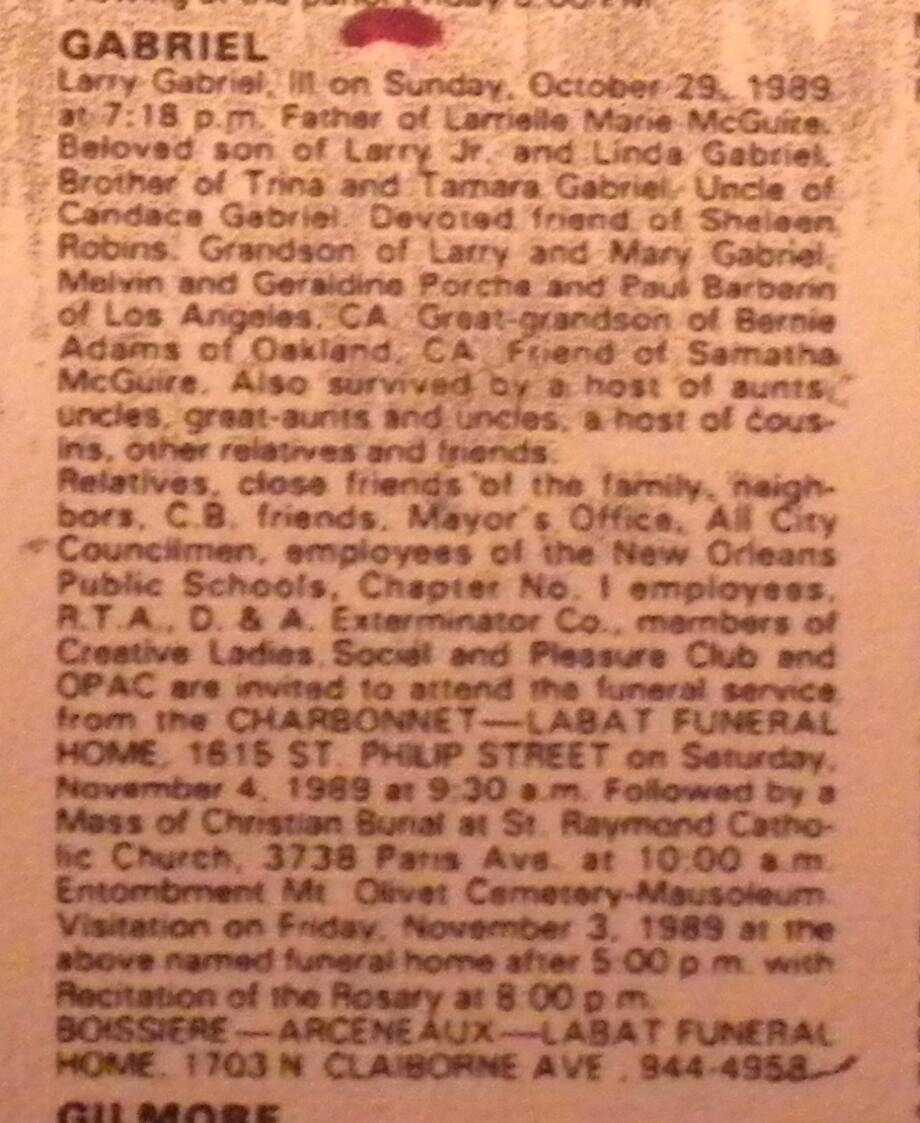 GABRIEL
Larry Gabriel, III on Sunday, October 29, 1989
at 7:18 p.m. Father of Larrielle Marie McGuire.
Beloved son of Larry Jr. and Linda Gabriel.
Brother of Trina and Tamara Gabriel. Uncle of
Candace Gabriel. Devoted friend of Sheleen
Robins. Grandson of Larry and Mary Gabriel,
Melvin and Geraldine Porche and Paul Barbarin
of Los Angeles, CA. Great-grandson of Bernie
Adams of Oakland, CA. Friend of Samatha
McGuire. Also survived by a host of aunts,
uncles, great-aunts and uncles, a host of cous-
ins, other relatives and friends.
Relatives, close friends of the family, neigh-
bors, C.B. friends, Mayor's Office, All City
Councilmen, employees of the New Orleans
Public Schools, Chapter No. I employees,
R.T.A., D. & A. Exterminator Co., members of
Creative Ladies Social and Pleasure Club and
OPAC are invited to attend the funeral service
from the CHARBONNET—LABAT FUNERAL
HOME, 1615 ST. PHILIP STREET on Saturday,
November 4, 1989 at 9:30 a.m. Followed by a
Mass of Christian Burial at St. Raymond Catho-
lic Church, 3738 Paris Ave. at 10:00 a.m.
Entombment Mt. Olivet Cemetery-Mausoleum.
Visitation on Friday, November 3, 1989 at the
above named funeral home after 5:00 p.m. with
Recitation of the Rosary at 8:00 p.m.
BOISSIERE—ARCENEAUX—LABAT FUNERAL
HOME, 1703 N. CLAIBORNE AVE., 944-4958
GILMORE